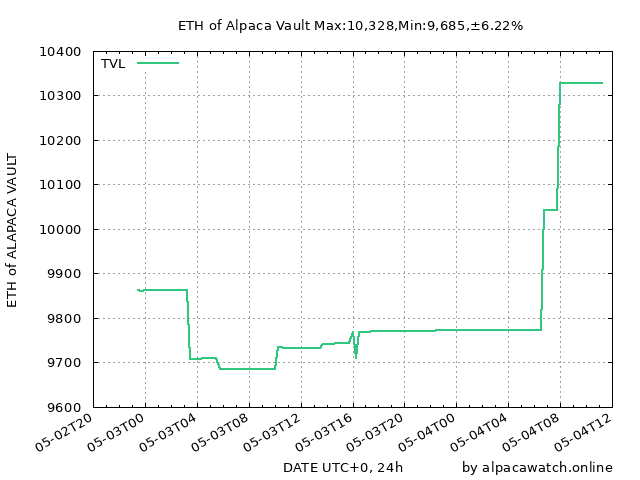 ETH of Alpaca Vault Max:10,328,Min:9,685,±6.22%
TVL
10400
10300
10200
10100
10000
9900
9800
9700
9600
ETH of ALAPACA VAULT
05-02T20
05-03T00
05-03T04
05-03T08
05-03T12
05-03T16
05-03T20
05-04T00
05-04T04
05-04T08
05-04T12
DATE UTC+0, 24h
by alpacawatch.online